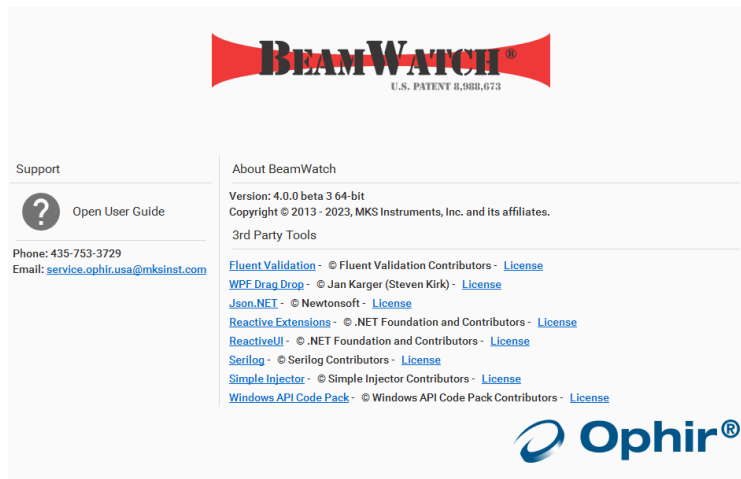 BEAMWATCH®
U.S. PATENT 8,988,673
Support
?
Open User Guide
Phone: 435-753-3729
Email: service.ophir.usa@mksinst.com
About BeamWatch
Version: 4.0.0 beta 3 64-bit
Copyright © 2013 - 2023, MKS Instruments, Inc. and its affiliates.
3rd Party Tools
Fluent Validation - © Fluent Validation Contributors - License
WPF Drag Drop - © Jan Karger (Steven Kirk) - License
Json.NET - © Newtonsoft - License
Reactive Extensions - © .NET Foundation and Contributors - License
ReactiveUI - © .NET Foundation and Contributors - License
Serilog - © Serilog Contributors - License
Simple Injector - © Simple Injector Contributors - License
Windows API Code Pack - © Windows API Code Pack Contributors - License
Ophir®